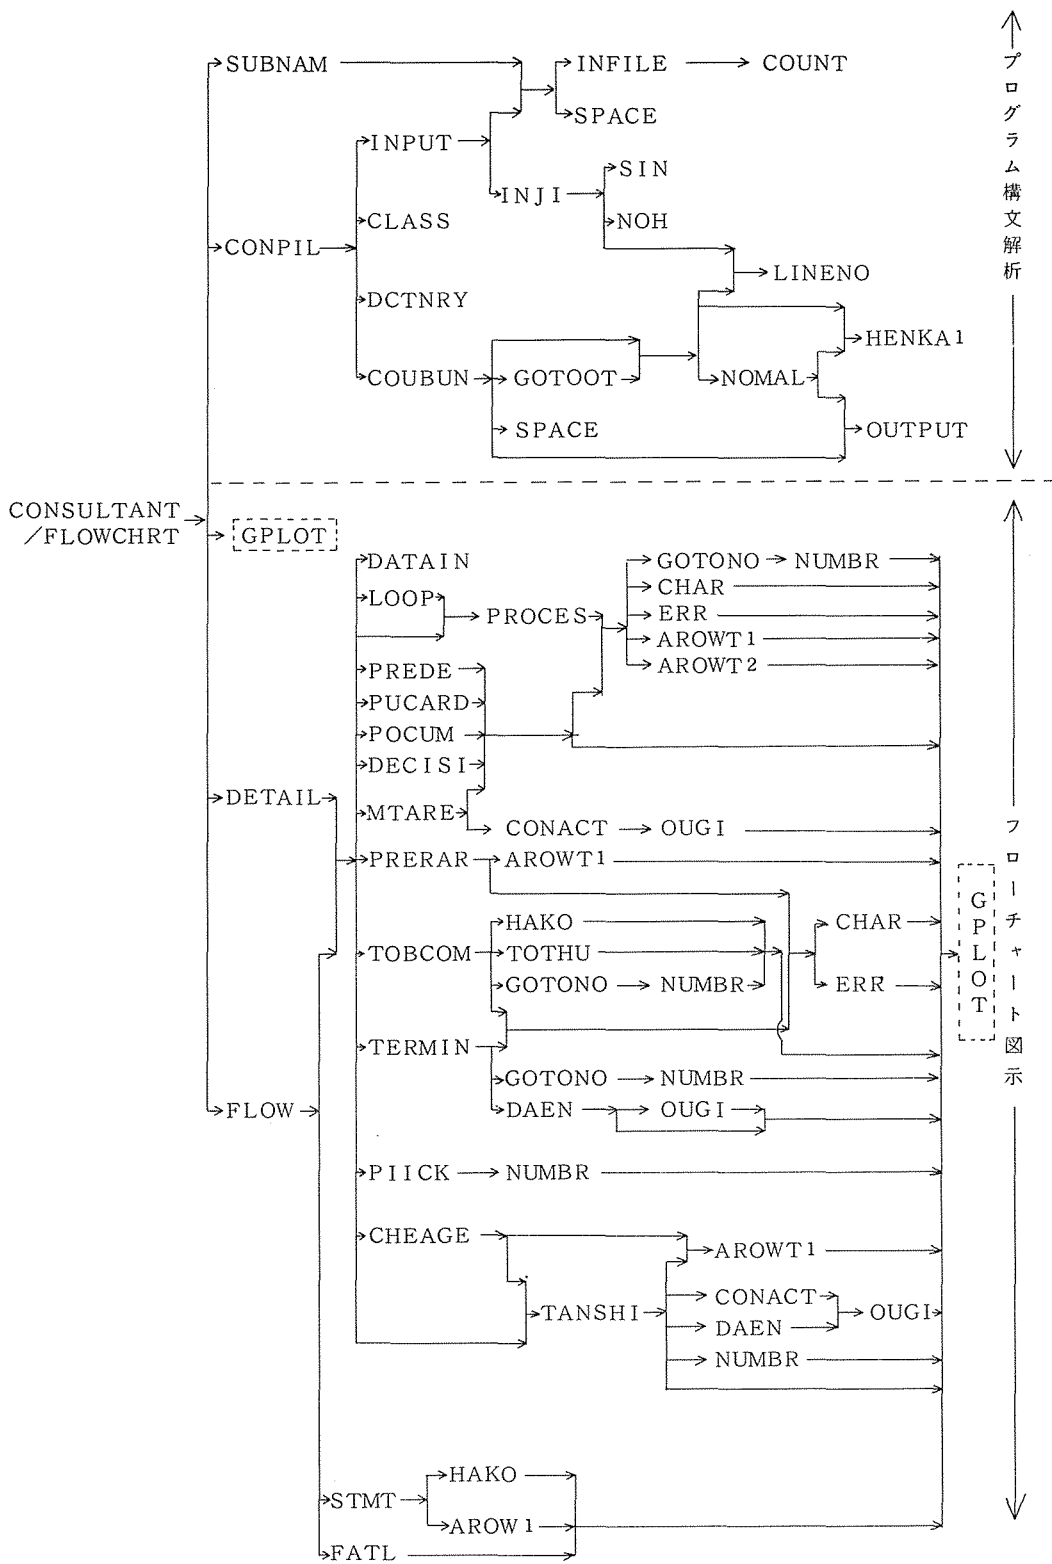 SUBNAM INFILE COUNT
SPACE
INPUT
SIN
INJI
NOH
CLASS
CONPIL
LINENO
DCTNRY
HENKA1
COUBUN GOTOOT NOMAL
SPACE OUTPUT
プログラム構文解析
CONSULTANT
/FLOWCHRT
GPLOT
DATAIN GOTONO NUMBR
CHAR
LOOP
PROCES ERR
AROWT1
AROWT2
PREDE
PUCARD
POCUM
DECISI
DETAIL
MTARE
CONACT OUGI
PRERAR AROWT1
HAKO CHAR
TOBCOM TOTHU
GOTONO NUMBR ERR
TERMIN
GOTONO NUMBR
FLOW DAEN OUGI
PIICK NUMBR
CHEAGE
AROWT1
CONACT
TANSHI OUGI
DAEN
NUMBR
HAKO
STMT
AROW1
FATL
GPLOT
フローチャート図示